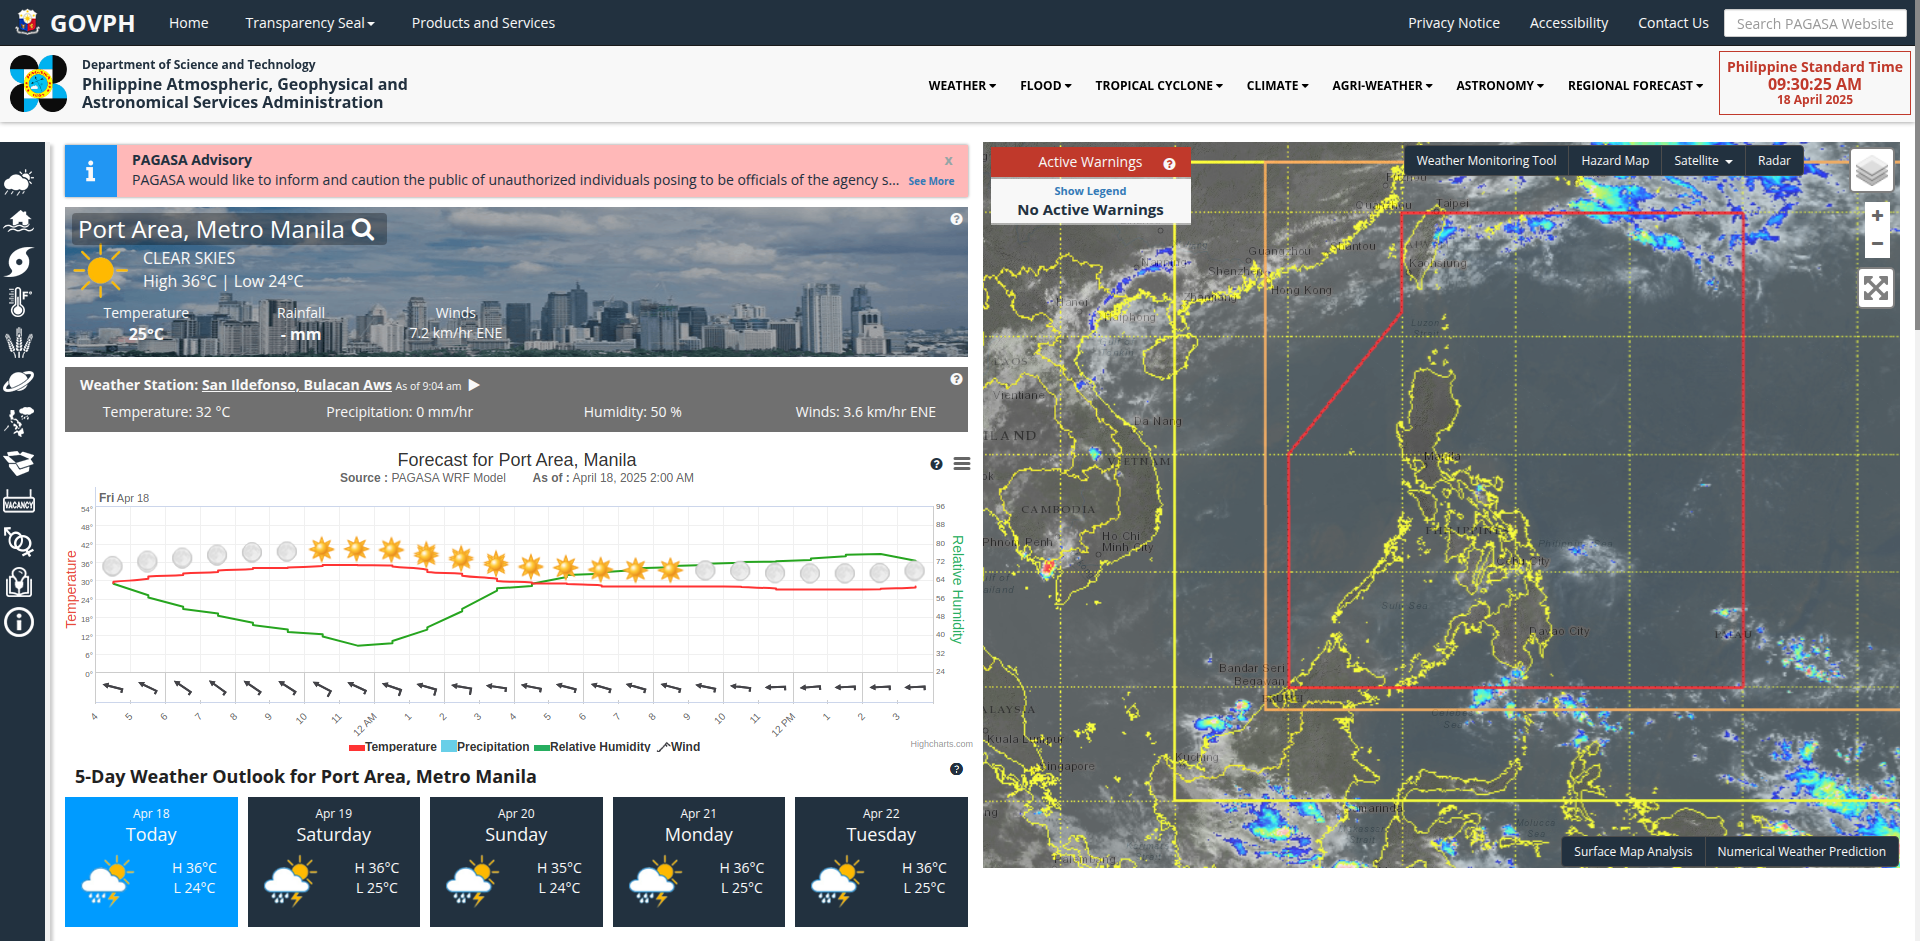 GOVPH
Home
Transparency Seal
Products and Services
Privacy Notice
Accessibility
Contact Us
Search PAGASA Website
Department of Science and Technology
Philippine Atmospheric, Geophysical and
Astronomical Services Administration
WEATHER
FLOOD
TROPICAL CYCLONE
CLIMATE
AGRI-WEATHER
ASTRONOMY
REGIONAL FORECAST
Philippine Standard Time
09:30:25 AM
18 April 2025
PAGASA Advisory
x
PAGASA would like to inform and caution the public of unauthorized individuals posing to be officials of the agency s... See More
Port Area, Metro Manila
CLEAR SKIES
High 36°C | Low 24°C
Temperature
25°C
Rainfall
- mm
Winds
7.2 km/hr ENE
Weather Station: San Ildefonso, Bulacan Aws As of 9:04 am
Temperature: 32 °C
Precipitation: 0 mm/hr
Humidity: 50 %
Winds: 3.6 km/hr ENE
Forecast for Port Area, Manila
Source : PAGASA WRF Model As of : April 18, 2025 2:00 AM
Fri Apr 18
Temperature
54°
48°
42°
36°
30°
24°
18°
12°
6°
0°
96
88
80
72
64
56
48
40
32
24
Relative Humidity
4 5 6 7 8 9 10 11 12 AM 1 2 3 4 5 6 7 8 9 10 11 12 PM 1 2 3
Temperature Precipitation Relative Humidity Wind
Highcharts.com
5-Day Weather Outlook for Port Area, Metro Manila
Apr 18
Today
H 36°C
L 24°C
Apr 19
Saturday
H 36°C
L 25°C
Apr 20
Sunday
H 35°C
L 24°C
Apr 21
Monday
H 36°C
L 25°C
Apr 22
Tuesday
H 36°C
L 25°C
Active Warnings
Show Legend
No Active Warnings
Weather Monitoring Tool
Hazard Map
Satellite
Radar
+
−
Taipei
Guangzhou
Shenzhen
Hong Kong
Kaohsiung
Vientiane
Da Nang
VIETNAM
CAMBODIA
Phnom Penh
Ho Chi
Minh City
Manila
Davao City
PALAU
Bandar Seri
Begawan
Kuala Lumpur
Kuching
Surface Map Analysis
Numerical Weather Prediction